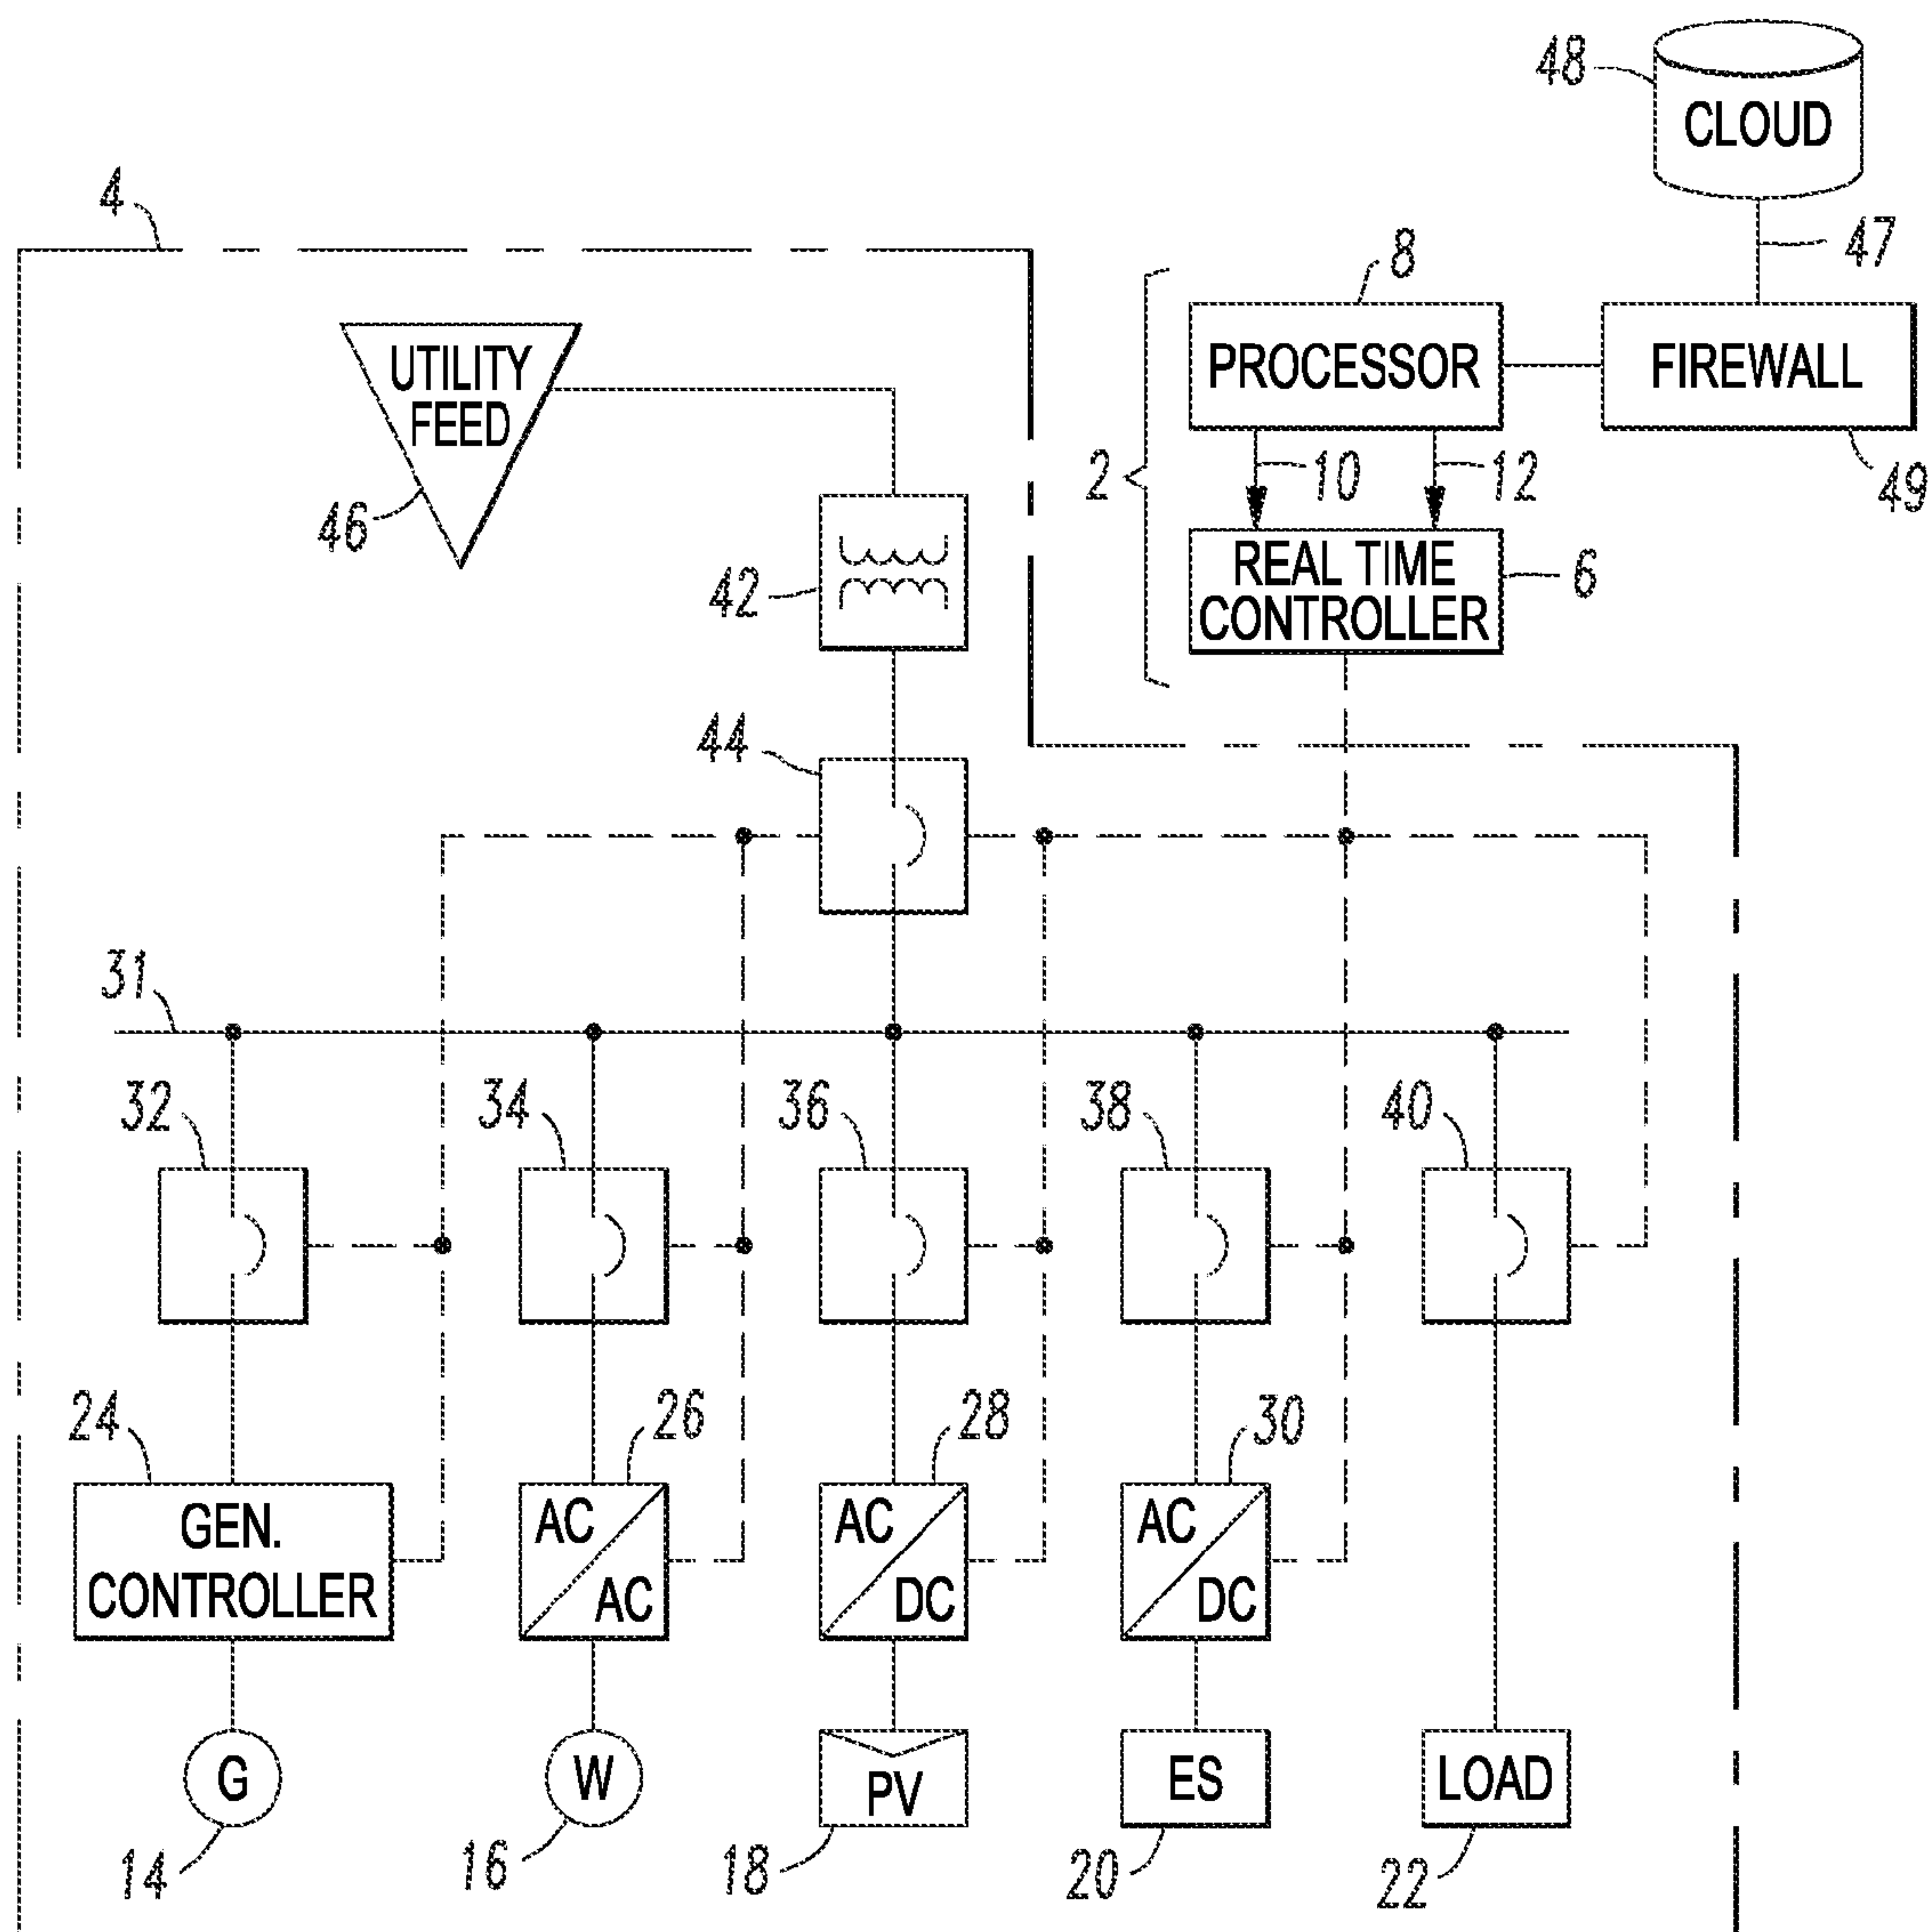 48
CLOUD
4
47
8
2
PROCESSOR
FIREWALL
UTILITY
FEED
10
12
49
46
REAL TIME
CONTROLLER
6
42
44
31
32
34
36
38
40
24
26
28
30
GEN.
CONTROLLER
AC
AC
AC
DC
AC
DC
G
W
PV
ES
LOAD
14
16
18
20
22